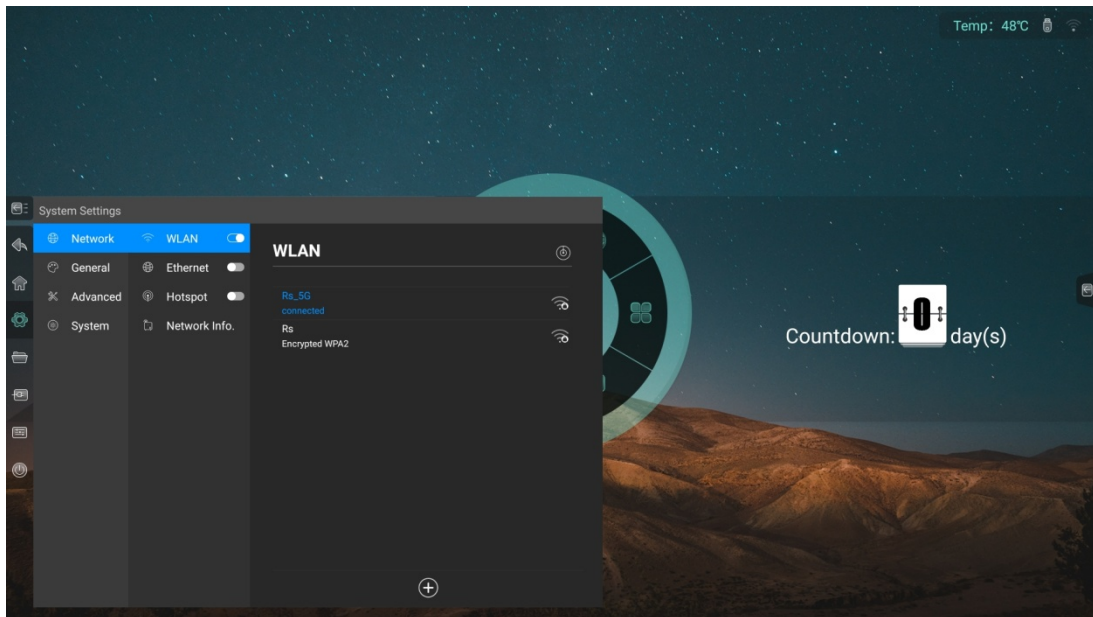 Temp: 48℃
System Settings
Network
General
Advanced
System
WLAN
Ethernet
Hotspot
Network Info.
WLAN
Rs_5G
connected
Rs
Encrypted WPA2
Countdown: 0 day(s)